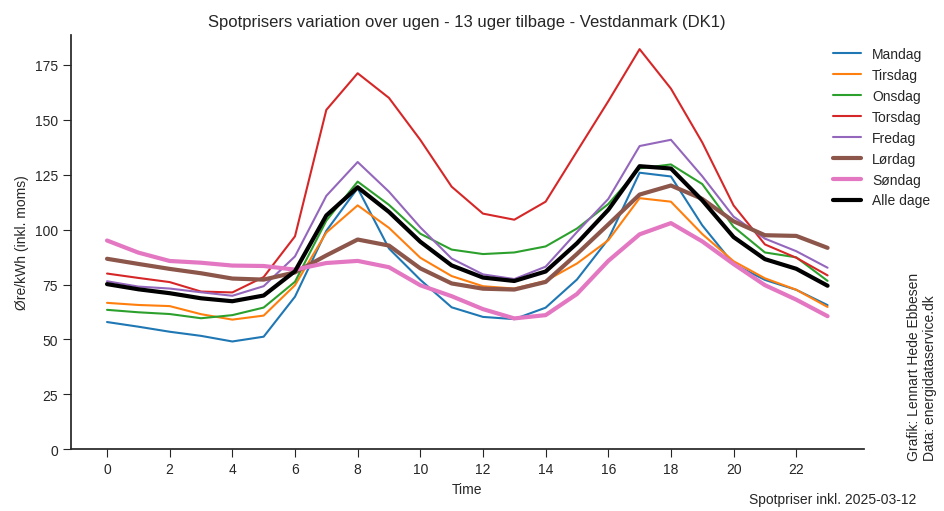 Spotprisers variation over ugen - 13 uger tilbage - Vestdanmark (DK1)
Øre/kWh (inkl. moms)
175
150
125
100
75
50
25
0
0 2 4 6 8 10 12 14 16 18 20 22
Time
Mandag
Tirsdag
Onsdag
Torsdag
Fredag
Lørdag
Søndag
Alle dage
Grafik: Lennart Hede Ebbesen
Data: energidataservice.dk
Spotpriser inkl. 2025-03-12